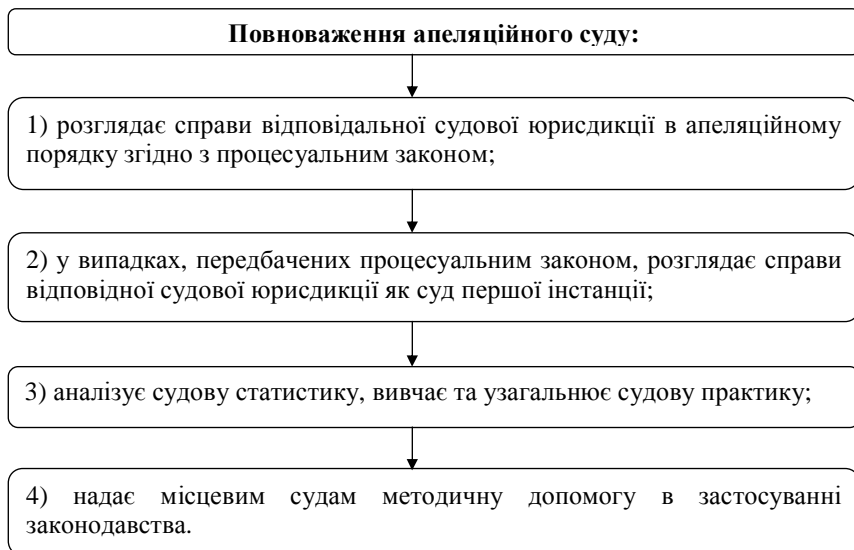 Повноваження апеляційного суду:
1) розглядає справи відповідальної судової юрисдикції в апеляційному
порядку згідно з процесуальним законом;
2) у випадках, передбачених процесуальним законом, розглядає справи
відповідної судової юрисдикції як суд першої інстанції;
3) аналізує судову статистику, вивчає та узагальнює судову практику;
4) надає місцевим судам методичну допомогу в застосуванні
законодавства.